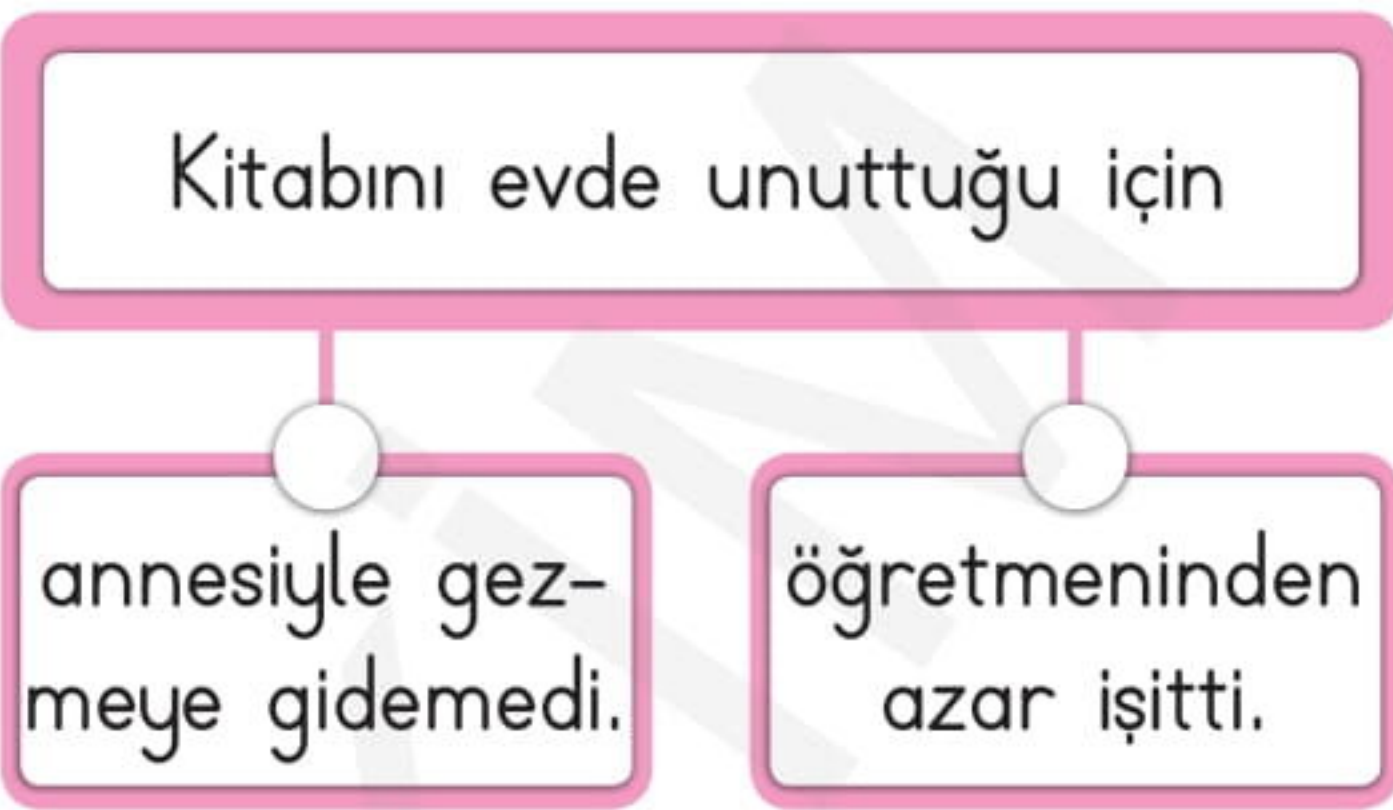 Kitabını evde unuttuğu için
annesiyle gez-
meye gidemedi.
öğretmeninden
azar işitti.